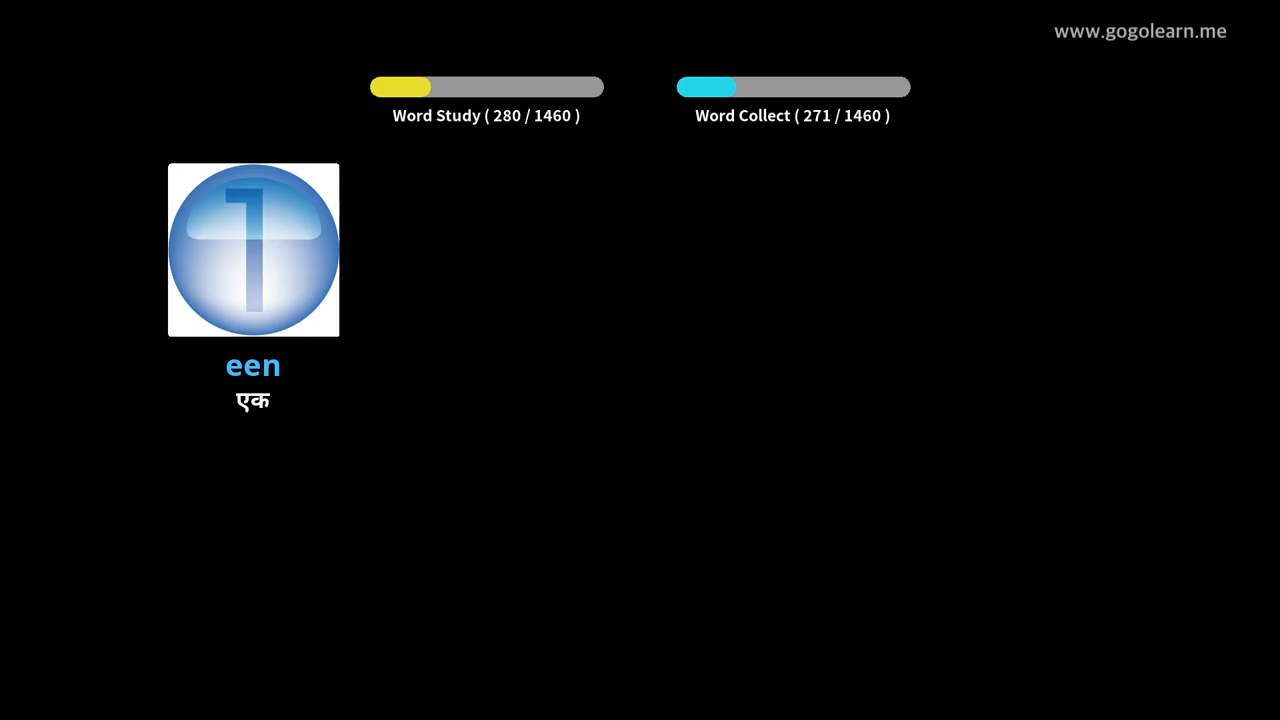 www.gogolearn.me
Word Study ( 280 / 1460 )
Word Collect ( 271 / 1460 )
1
een
एक